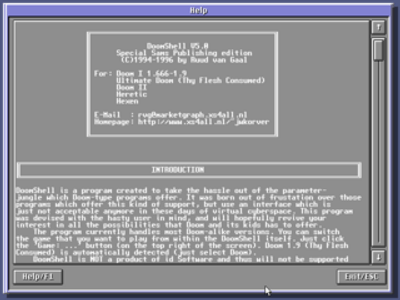 Help
DoomShell V5.0
Special Sams Publishing edition
(C)1994-1996 by Ruud van Gaal
For: Doom I 1.666-1.9
Ultimate Doom (Thy Flesh Consumed)
Doom II
Heretic
Hexen
E-Mail : rvg@marketgraph.xs4all.nl
Homepage: http://www.xs4all.nl/~jwkorver
INTRODUCTION
DoomShell is a program created to take the hassle out of the parameter-
jungle which Doom-type programs offer. It was born out of frustration over those
programs which offer this kind of support, but use an interface which is
just not acceptable anymore in these days of virtual cyberspace. This program
was devised with the hasty user in mind, and will hopefully revive your
interest in all the possibilities that Doom and its kids has to offer.
The program currently handles most Doom-alike versions. You can switch
the game that you want to play from within the DoomShell itself. Just click
the 'Game: ...' button (on the top right of the screen). Doom 1.9 (Thy Flesh
Consumed) is automatically detected (just select Doom).
DoomShell is NOT a product of id Software and thus will not be supported
Help/F1
Exit/ESC